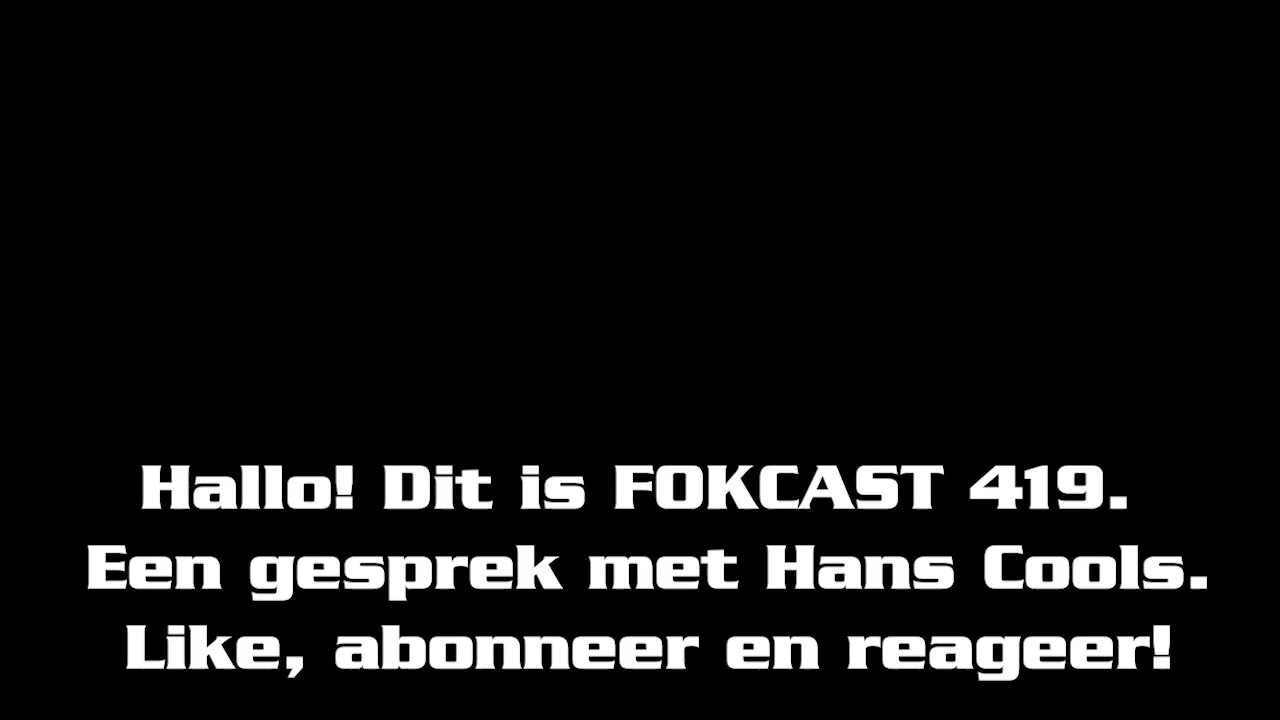 Hallo! Dit is FOKCAST 419.
Een gesprek met Hans Cools.
Like, abonneer en reageer!